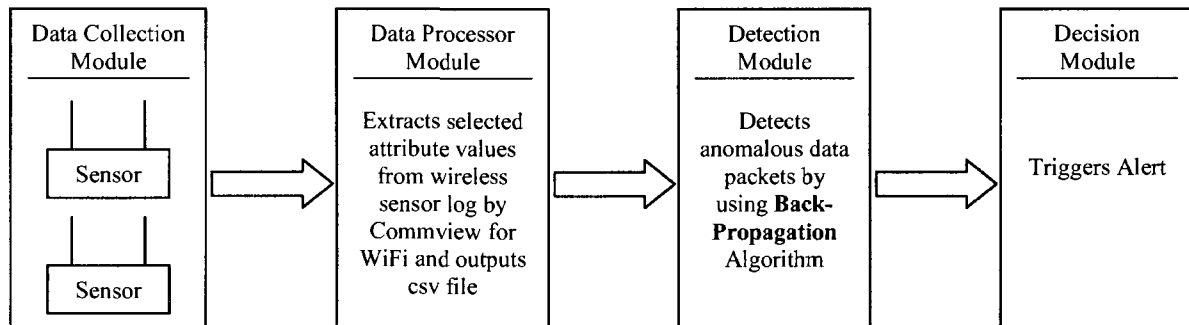 Data Collection
Module
Sensor
Sensor
Data Processor
Module
Extracts selected
attribute values
from wireless
sensor log by
Commview for
WiFi and outputs
csv file
Detection
Module
Detects
anomalous data
packets by
using Back-
Propagation
Algorithm
Decision
Module
Triggers Alert